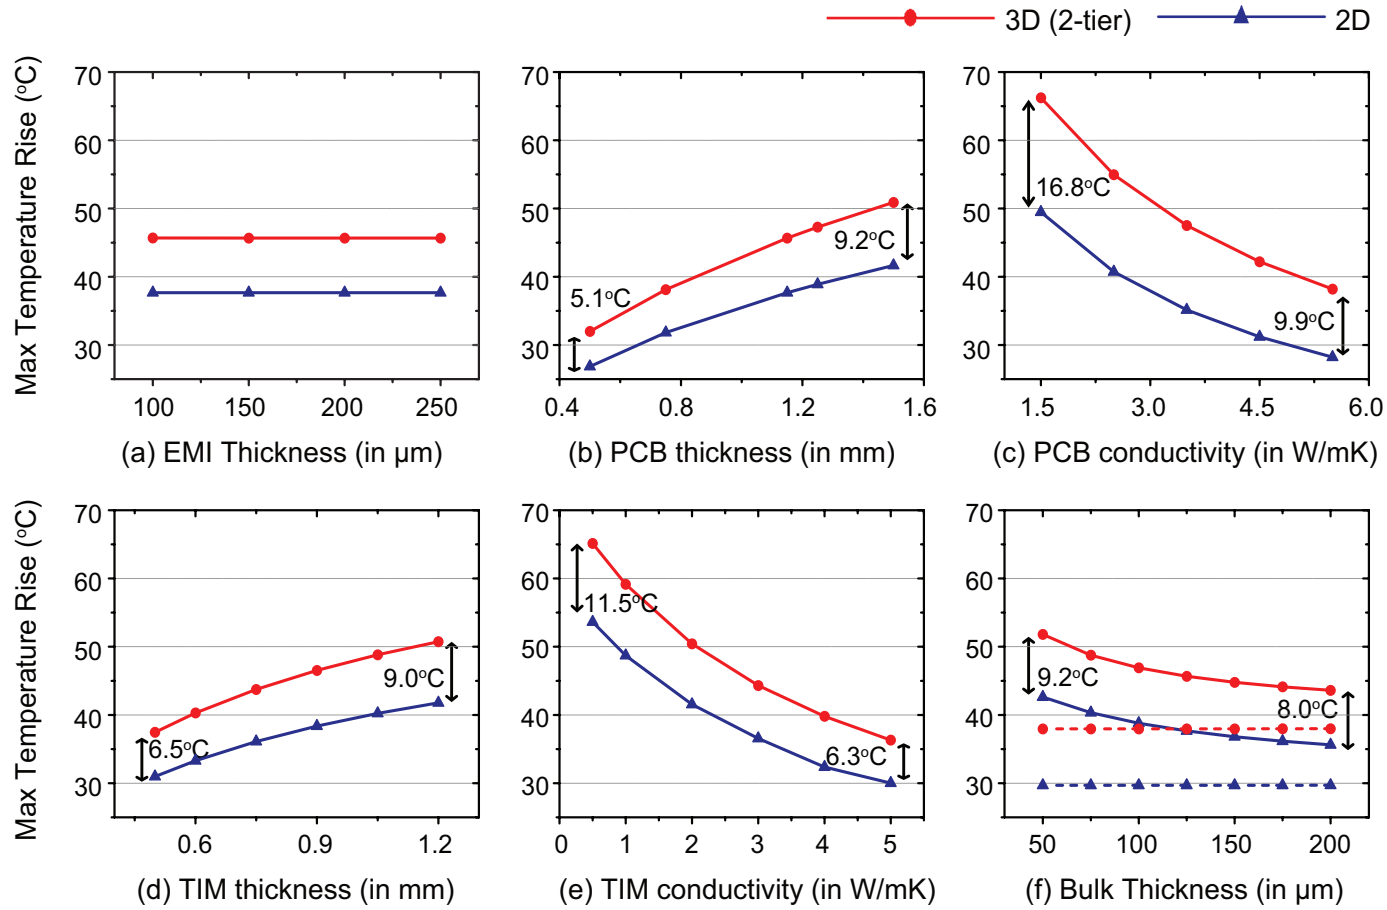 3D (2-tier) 2D
Max Temperature Rise (°C)
70
60
50
40
30
100 150 200 250
(a) EMI Thickness (in µm)
70
60
50
40
30
5.1°C
9.2°C
0.4 0.8 1.2 1.6
(b) PCB thickness (in mm)
70
60
50
40
30
16.8°C
9.9°C
1.5 3.0 4.5 6.0
(c) PCB conductivity (in W/mK)
Max Temperature Rise (°C)
70
60
50
40
30
6.5°C
9.0°C
0.6 0.9 1.2
(d) TIM thickness (in mm)
70
60
50
40
30
11.5°C
6.3°C
0 1 2 3 4 5
(e) TIM conductivity (in W/mK)
70
60
50
40
30
9.2°C
8.0°C
50 100 150 200
(f) Bulk Thickness (in µm)